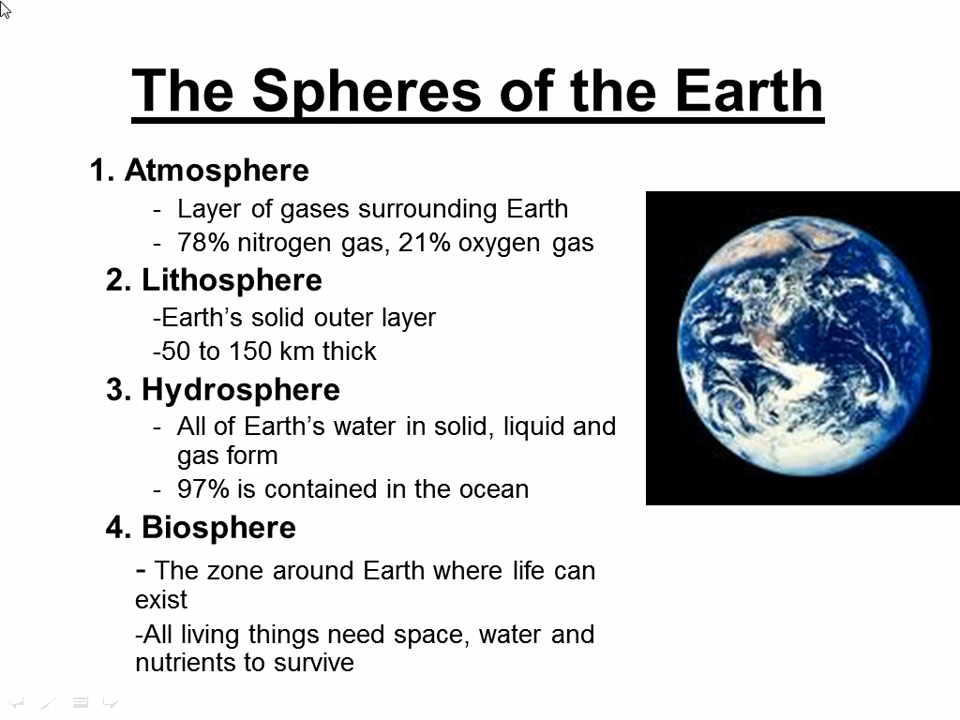 The Spheres of the Earth
1. Atmosphere
- Layer of gases surrounding Earth
- 78% nitrogen gas, 21% oxygen gas
2. Lithosphere
-Earth’s solid outer layer
-50 to 150 km thick
3. Hydrosphere
- All of Earth’s water in solid, liquid and
gas form
- 97% is contained in the ocean
4. Biosphere
- The zone around Earth where life can
exist
-All living things need space, water and
nutrients to survive